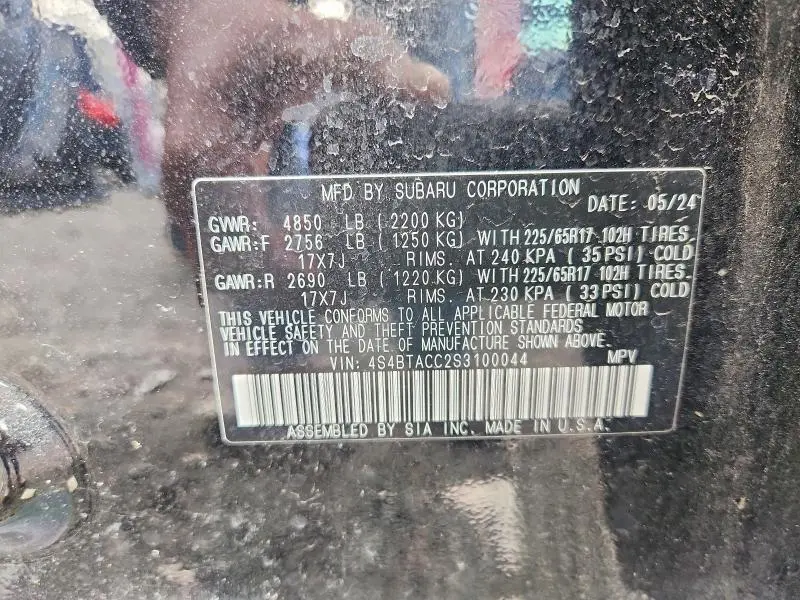 MFD BY SUBARU CORPORATION
DATE: 05/24
GVWR: 4850 LB ( 2200 KG)
GAWR:F 2756 LB ( 1250 KG) WITH 225/65R17 102H TIRES,
17X7J RIMS, AT 240 KPA ( 35 PSI) COLD
GAWR:R 2690 LB ( 1220 KG) WITH 225/65R17 102H TIRES,
17X7J RIMS, AT 230 KPA ( 33 PSI) COLD
THIS VEHICLE CONFORMS TO ALL APPLICABLE FEDERAL MOTOR
VEHICLE SAFETY AND THEFT PREVENTION STANDARDS
IN EFFECT ON THE DATE OF MANUFACTURE SHOWN ABOVE.
VIN: 4S4BTACC2S3100044 MPV
ASSEMBLED BY SIA INC. MADE IN U.S.A.